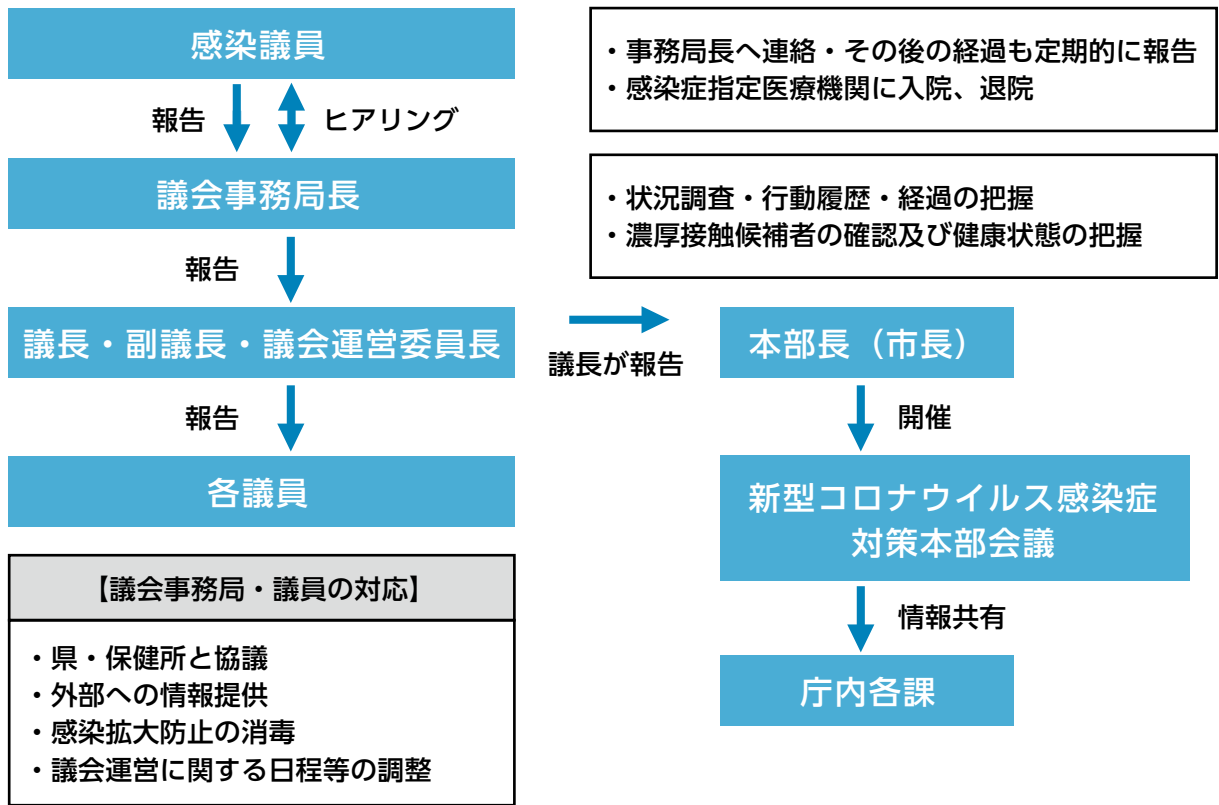 感染議員
報告
ヒアリング
・事務局長へ連絡・その後の経過も定期的に報告
・感染症指定医療機関に入院、退院
議会事務局長
・状況調査・行動履歴・経過の把握
・濃厚接触候補者の確認及び健康状態の把握
報告
議長・副議長・議会運営委員長
議長が報告
本部長（市長）
報告
開催
各議員
新型コロナウイルス感染症
対策本部会議
情報共有
庁内各課
【議会事務局・議員の対応】
・県・保健所と協議
・外部への情報提供
・感染拡大防止の消毒
・議会運営に関する日程等の調整